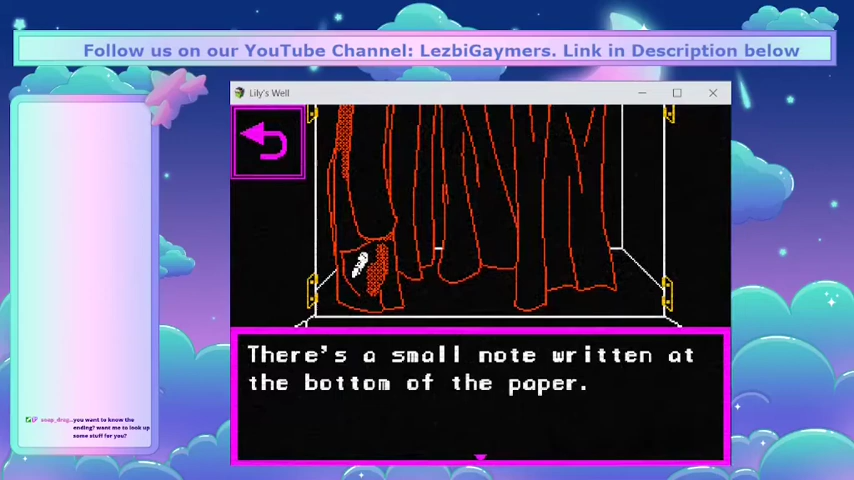 Follow us on our YouTube Channel: LezbiGaymers. Link in Description below
Lily's Well
There's a small note written at
the bottom of the paper.
you want to know the
ending? want me to look up
some stuff for you?